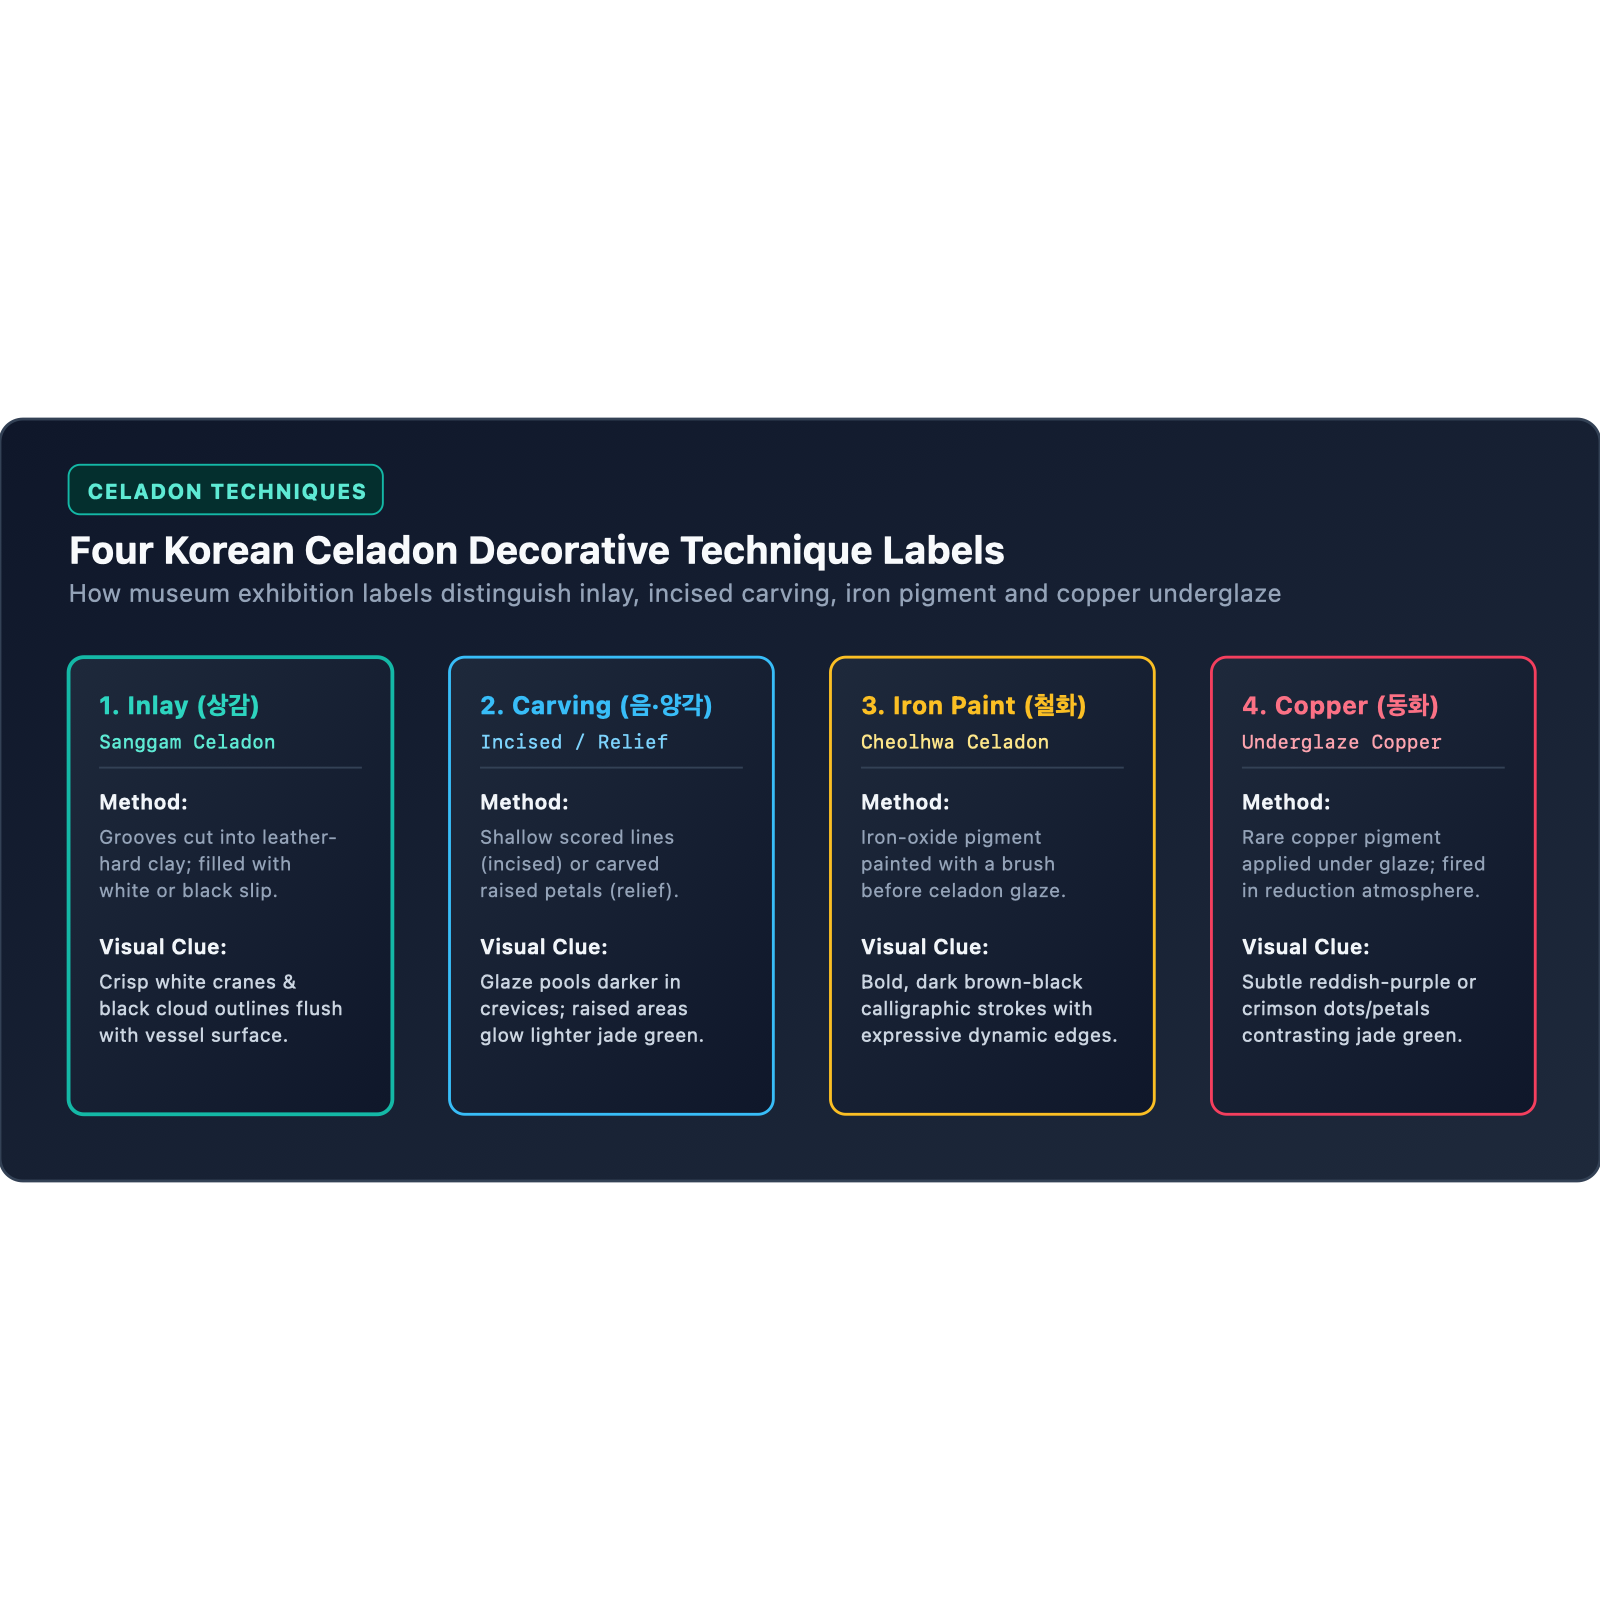 CELADON TECHNIQUES
Four Korean Celadon Decorative Technique Labels
How museum exhibition labels distinguish inlay, incised carving, iron pigment and copper underglaze
1. Inlay (상감)
Sanggam Celadon
Method:
Grooves cut into leather-
hard clay; filled with
white or black slip.
Visual Clue:
Crisp white cranes &
black cloud outlines flush
with vessel surface.
2. Carving (음·양각)
Incised / Relief
Method:
Shallow scored lines
(incised) or carved
raised petals (relief).
Visual Clue:
Glaze pools darker in
crevices; raised areas
glow lighter jade green.
3. Iron Paint (철화)
Cheolhwa Celadon
Method:
Iron-oxide pigment
painted with a brush
before celadon glaze.
Visual Clue:
Bold, dark brown-black
calligraphic strokes with
expressive dynamic edges.
4. Copper (동화)
Underglaze Copper
Method:
Rare copper pigment
applied under glaze; fired
in reduction atmosphere.
Visual Clue:
Subtle reddish-purple or
crimson dots/petals
contrasting jade green.